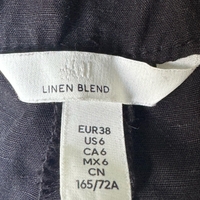 LINEN BLEND
EUR38
US6
CA6
MX6
CN
165/72A